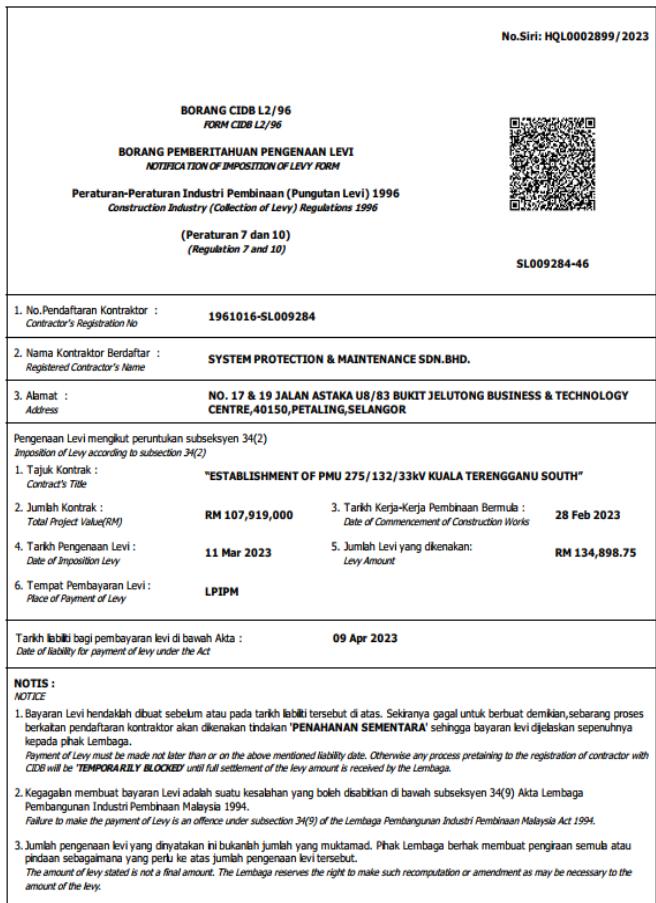 No.Siri: HQL0002899/2023
BORANG CIDB L2/96
FORM CIDB L2/96
BORANG PEMBERITAHUAN PENGENAAN LEVI
NOTIFICATION OF IMPOSITION OF LEVY FORM
Peraturan-Peraturan Industri Pembinaan (Pungutan Levi) 1996
Construction Industry (Collection of Levy) Regulations 1996
(Peraturan 7 dan 10)
(Regulation 7 and 10)
SL009284-46
1. No.Pendaftaran Kontraktor :
Contractor's Registration No
1961016-SL009284
2. Nama Kontraktor Berdaftar :
Registered Contractor's Name
SYSTEM PROTECTION & MAINTENANCE SDN.BHD.
3. Alamat :
Address
NO. 17 & 19 JALAN ASTAKA U8/83 BUKIT JELUTONG BUSINESS & TECHNOLOGY
CENTRE,40150,PETALING,SELANGOR
Pengenaan Levi mengikut peruntukan subseksyen 34(2)
Imposition of Levy according to subsection 34(2)
1. Tajuk Kontrak :
Contract's Title
"ESTABLISHMENT OF PMU 275/132/33kV KUALA TERENGGANU SOUTH"
2. Jumlah Kontrak :
Total Project Value(RM)
RM 107,919,000
3. Tarikh Kerja-Kerja Pembinaan Bermula :
Date of Commencement of Construction Works
28 Feb 2023
4. Tarikh Pengenaan Levi :
Date of Imposition Levy
11 Mar 2023
5. Jumlah Levi yang dikenakan:
Levy Amount
RM 134,898.75
6. Tempat Pembayaran Levi :
Place of Payment of Levy
LPIPM
Tarikh liabiliti bagi pembayaran levi di bawah Akta :
Date of liability for payment of levy under the Act
09 Apr 2023
NOTIS :
NOTICE
1. Bayaran Levi hendaklah dibuat sebelum atau pada tarikh liabiliti tersebut di atas. Sekiranya gagal untuk berbuat demikian,sebarang proses
berkaitan pendaftaran kontraktor akan dikenakan tindakan 'PENAHANAN SEMENTARA' sehingga bayaran levi dijelaskan sepenuhnya
kepada pihak Lembaga.
Payment of Levy must be made not later than or on the above mentioned liability date. Otherwise any process pretaining to the registration of contractor with
CIDB will be 'TEMPORARILY BLOCKED' until full settlement of the levy amount is received by the Lembaga.
2. Kegagalan membuat bayaran Levi adalah suatu kesalahan yang boleh disabitkan di bawah subseksyen 34(9) Akta Lembaga
Pembangunan Industri Pembinaan Malaysia 1994.
Failure to make the payment of Levy is an offence under subsection 34(9) of the Lembaga Pembangunan Industri Pembinaan Malaysia Act 1994.
3. Jumlah pengenaan levi yang dinyatakan ini bukanlah jumlah yang muktamad. Pihak Lembaga berhak membuat pengiraan semula atau
pindaan sebagaimana yang perlu ke atas jumlah pengenaan levi tersebut.
The amount of levy stated is not a final amount. The Lembaga reserves the right to make such recomputation or amendment as may be necessary to the
amount of the levy.